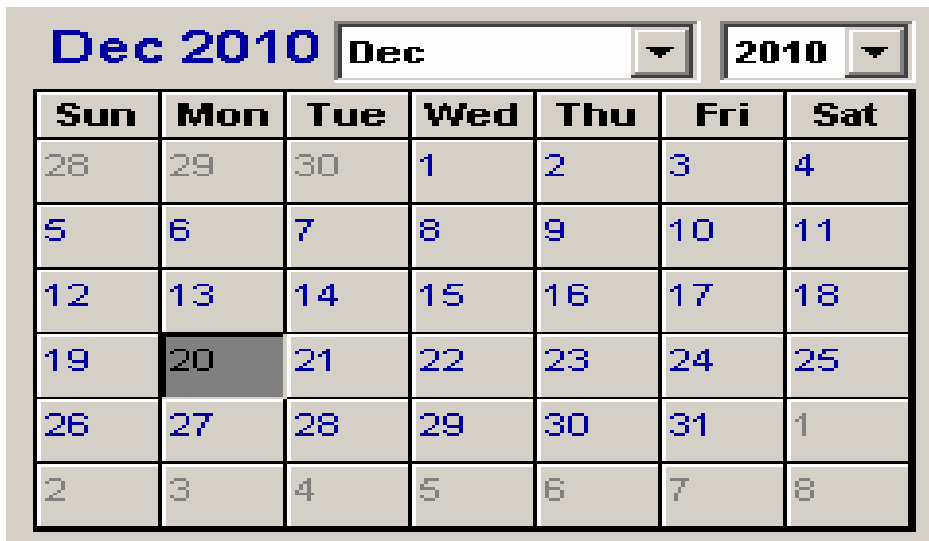 Dec 2010 Dec 2010
Sun Mon Tue Wed Thu Fri Sat
28 29 30 1 2 3 4
5 6 7 8 9 10 11
12 13 14 15 16 17 18
19 20 21 22 23 24 25
26 27 28 29 30 31 1
2 3 4 5 6 7 8